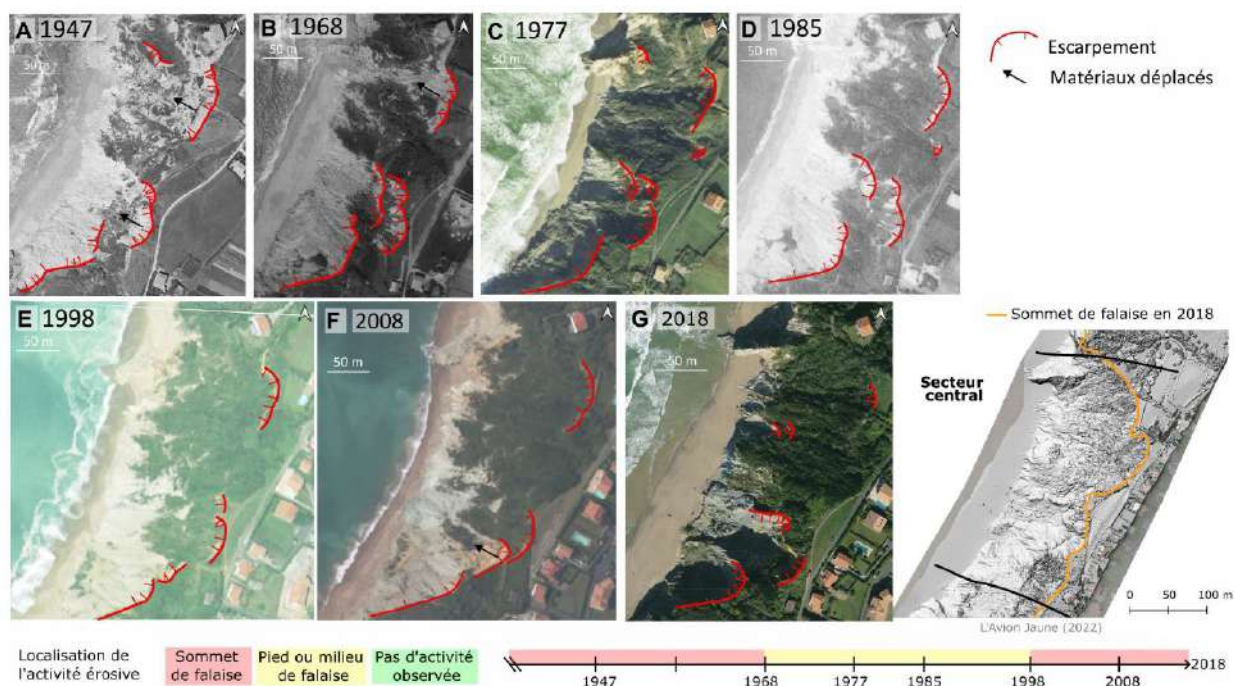 A 1947
50 m
B 1968
50 m
C 1977
50 m
D 1985
50 m
Escarpement
Matériaux déplacés
E 1998
50 m
F 2008
50 m
G 2018
50 m
Sommet de falaise en 2018
Secteur
central
0 50 100 m
L'Avion Jaune (2022)
Localisation de
l'activité érosive
Sommet
de falaise
Pied ou milieu
de falaise
Pas d'activité
observée
1947 1968 1977 1985 1998 2008 2018